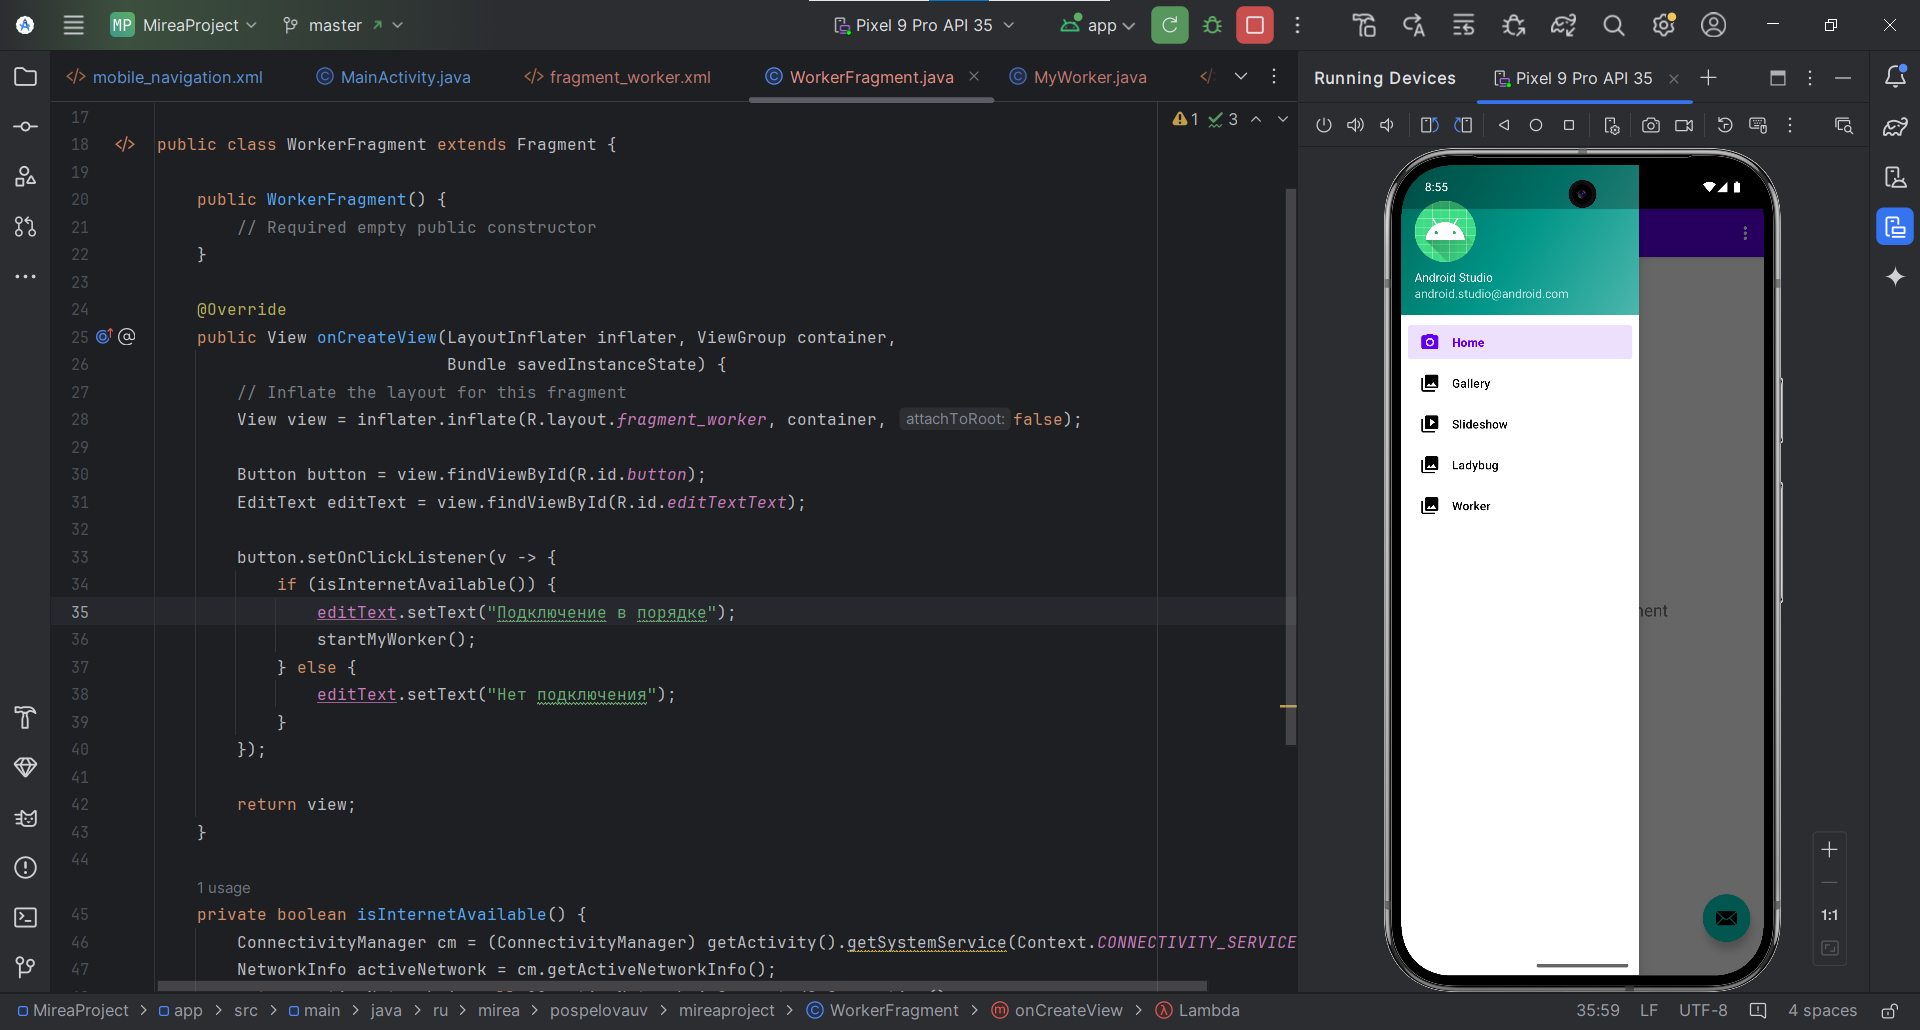 MP MireaProject master Pixel 9 Pro API 35 app
mobile_navigation.xml MainActivity.java fragment_worker.xml WorkerFragment.java MyWorker.java
Running Devices Pixel 9 Pro API 35
1 3
17
18 public class WorkerFragment extends Fragment {
19
20 public WorkerFragment() {
21 // Required empty public constructor
22 }
23
24 @Override
25 public View onCreateView(LayoutInflater inflater, ViewGroup container,
26 Bundle savedInstanceState) {
27 // Inflate the layout for this fragment
28 View view = inflater.inflate(R.layout.fragment_worker, container, attachToRoot: false);
29
30 Button button = view.findViewById(R.id.button);
31 EditText editText = view.findViewById(R.id.editTextText);
32
33 button.setOnClickListener(v -> {
34 if (isInternetAvailable()) {
35 editText.setText("Подключение в порядке");
36 startMyWorker();
37 } else {
38 editText.setText("Нет подключения");
39 }
40 });
41
42 return view;
43 }
44
1 usage
45 private boolean isInternetAvailable() {
46 ConnectivityManager cm = (ConnectivityManager) getActivity().getSystemService(Context.CONNECTIVITY_SERVICE
47 NetworkInfo activeNetwork = cm.getActiveNetworkInfo();
8:55
Android Studio
android.studio@android.com
Home
Gallery
Slideshow
Ladybug
Worker
ent
1:1
MireaProject > app > src > main > java > ru > mirea > pospelovauv > mireaproject > WorkerFragment > onCreateView > Lambda
35:59 LF UTF-8 4 spaces